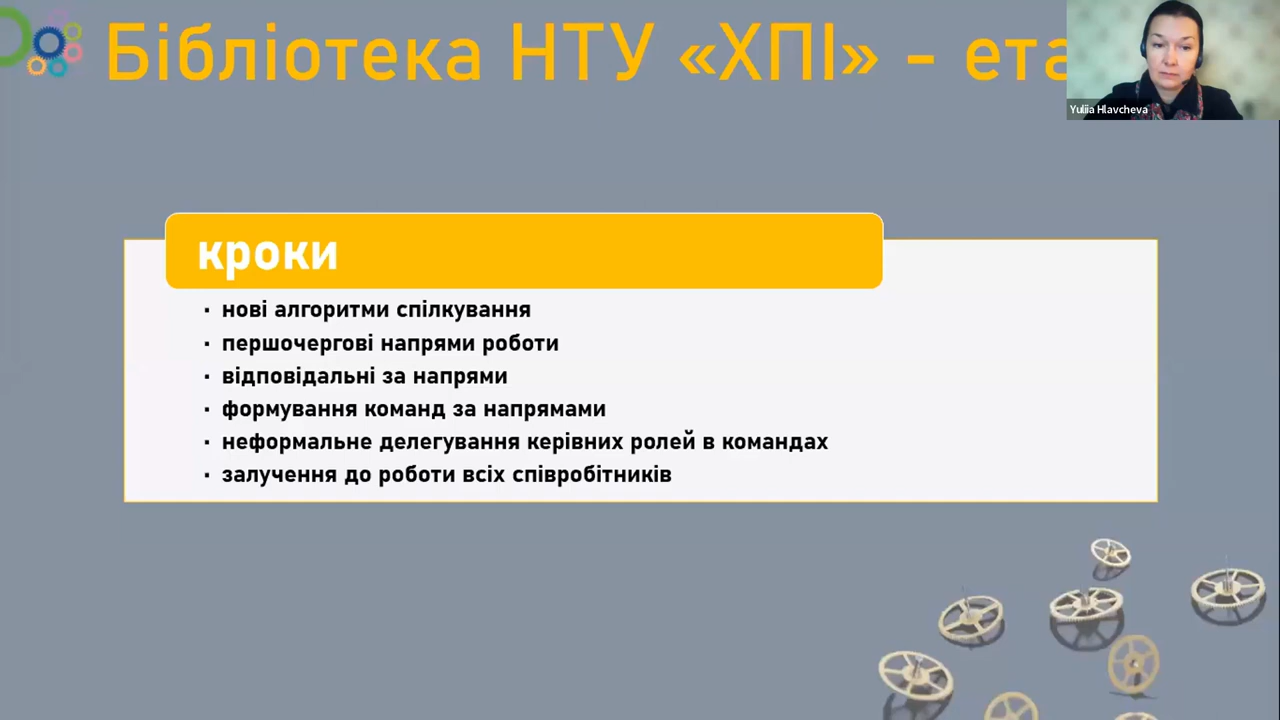 Бібліотека НТУ «ХПІ» - ета
Yuliia Hlavcheva
кроки
· нові алгоритми спілкування
· першочергові напрями роботи
· відповідальні за напрями
· формування команд за напрямами
· неформальне делегування керівних ролей в командах
· залучення до роботи всіх співробітників